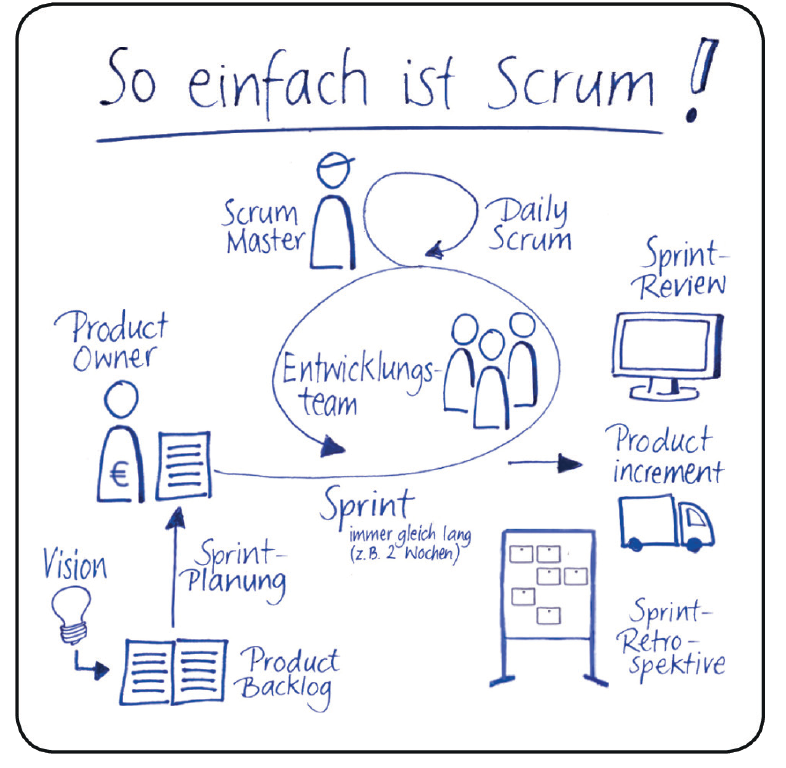 So einfach ist Scrum!
Scrum
Master
Daily
Scrum
Sprint-
Review
Product
Owner
Entwicklungs-
team
€
Product
increment
Sprint
immer gleich lang
(z.B. 2 Wochen)
Vision
Sprint-
Planung
Sprint-
Retro-
spektive
Product
Backlog